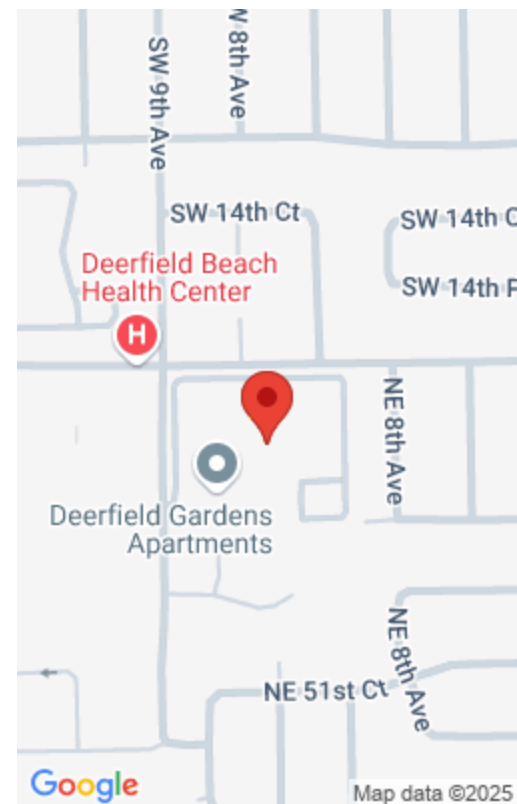 SW 9th Ave
W 8th Ave
SW 14th Ct
SW 14th C
Deerfield Beach
Health Center
SW 14th P
H
NE 8th Ave
Deerfield Gardens
Apartments
NE 8th Ave
NE 51st Ct
Google
Map data ©2025